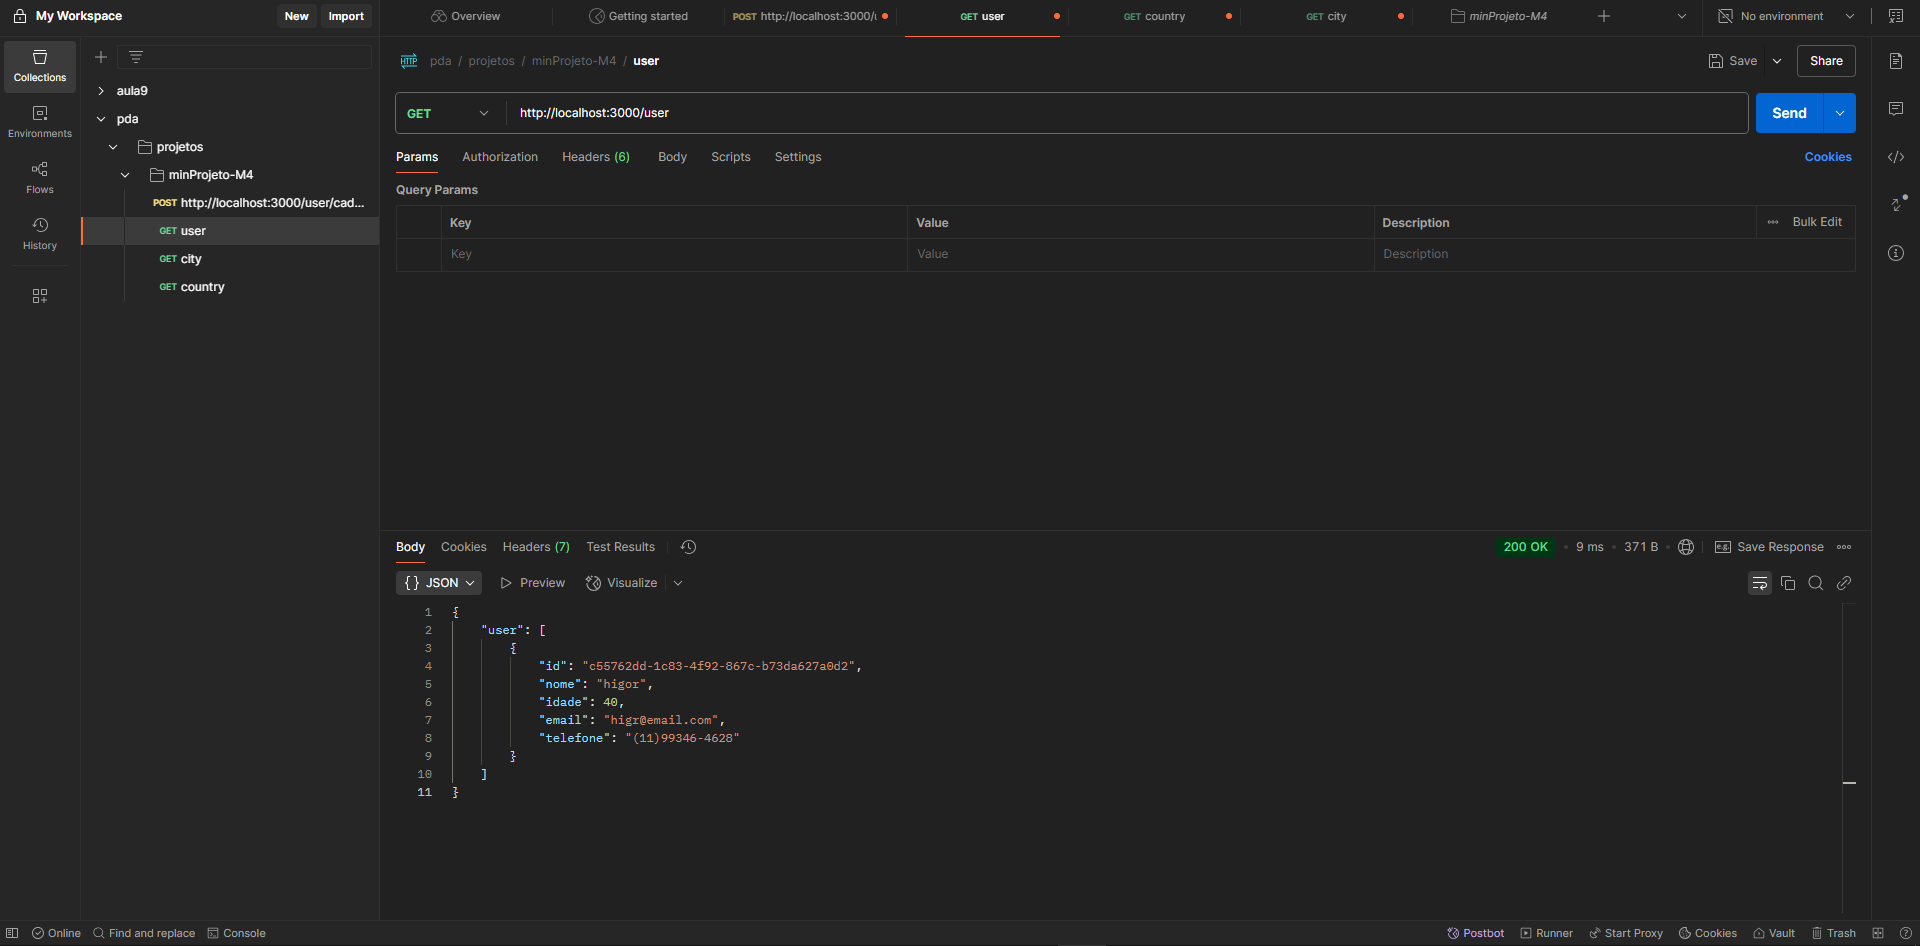 My Workspace New Import
Overview Getting started POST http://localhost:3000/u GET user GET country GET city minProjeto-M4 No environment
Collections
Environments
Flows
History
aula9
pda
projetos
minProjeto-M4
POST http://localhost:3000/user/cad...
GET user
GET city
GET country
HTTP pda / projetos / minProjeto-M4 / user Save Share
GET http://localhost:3000/user Send
Params Authorization Headers (6) Body Scripts Settings Cookies
Query Params
Key Value Description Bulk Edit
Key Value Description
Body Cookies Headers (7) Test Results 200 OK 9 ms 371 B e.g. Save Response
{} JSON Preview Visualize
1 {
2 "user": [
3 {
4 "id": "c55762dd-1c83-4f92-867c-b73da627a0d2",
5 "nome": "higor",
6 "idade": 40,
7 "email": "higr@email.com",
8 "telefone": "(11)99346-4628"
9 }
10 ]
11 }
Online Find and replace Console Postbot Runner Start Proxy Cookies Vault Trash